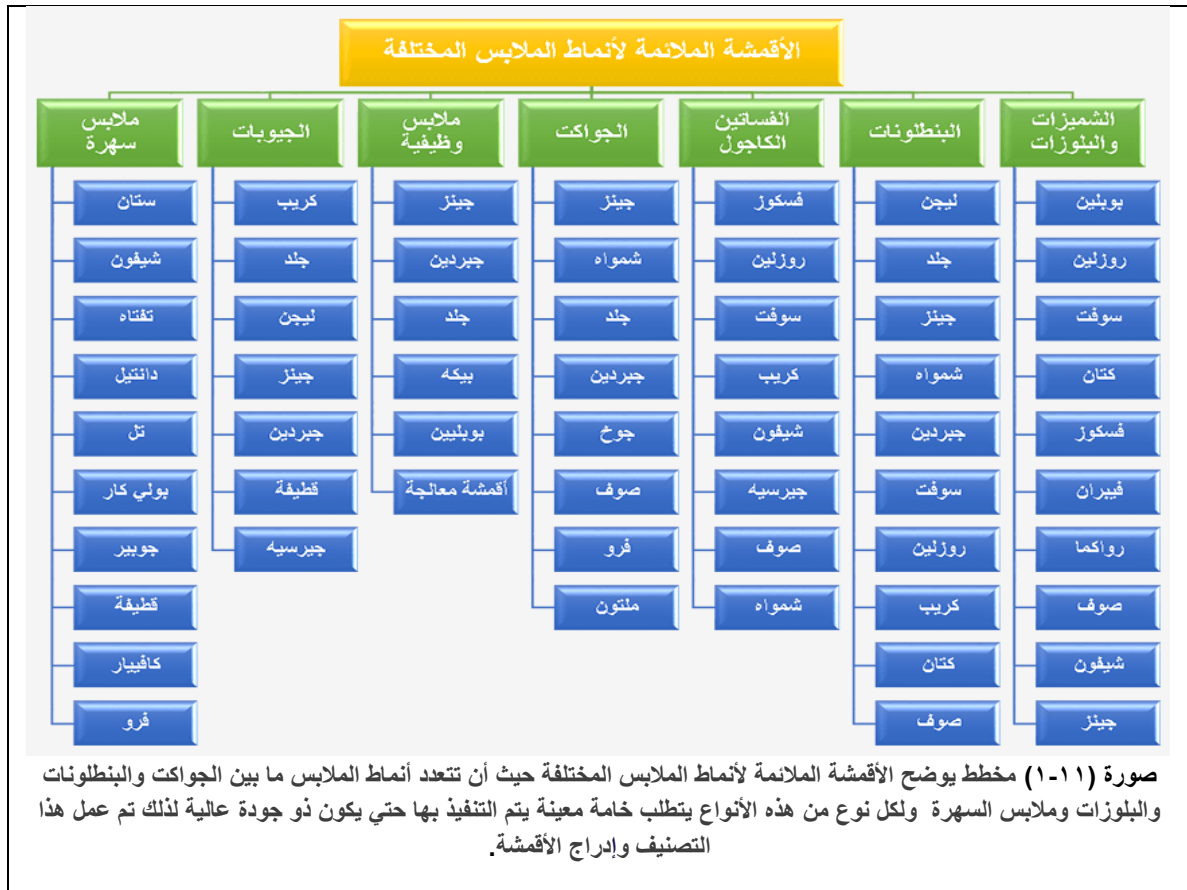 الأقمشة الملائمة لأنماط الملابس المختلفة
الشميزات
والبلوزات
بوبلين
روزلين
سوفت
كتان
فسكوز
فيبران
رواكما
صوف
شيفون
جينز
البنطلونات
ليجن
جلد
جينز
شمواه
جبردين
سوفت
روزلين
كريب
كتان
صوف
الفساتين
الكاجول
فسكوز
روزلين
سوفت
كريب
شيفون
جيرسيه
صوف
شمواه
الجواكت
جينز
شمواه
جلد
جبردين
جوخ
صوف
فرو
ملتون
ملابس
وظيفية
جينز
جبردين
جلد
بيكه
بوبليين
أقمشة معالجة
الجيوبات
كريب
جلد
ليجن
جينز
جبردين
قطيفة
جيرسيه
ملابس
سهرة
ستان
شيفون
تفتاه
دانتيل
تل
بولي كار
جوبير
قطيفة
كافييار
فرو
صورة (١١-١) مخطط يوضح الأقمشة الملائمة لأنماط الملابس المختلفة حيث أن تتعدد أنماط الملابس ما بين الجواكت والبنطلونات
والبلوزات وملابس السهرة ولكل نوع من هذه الأنواع يتطلب خامة معينة يتم التنفيذ بها حتي يكون ذو جودة عالية لذلك تم عمل هذا
التصنيف وإدراج الأقمشة.